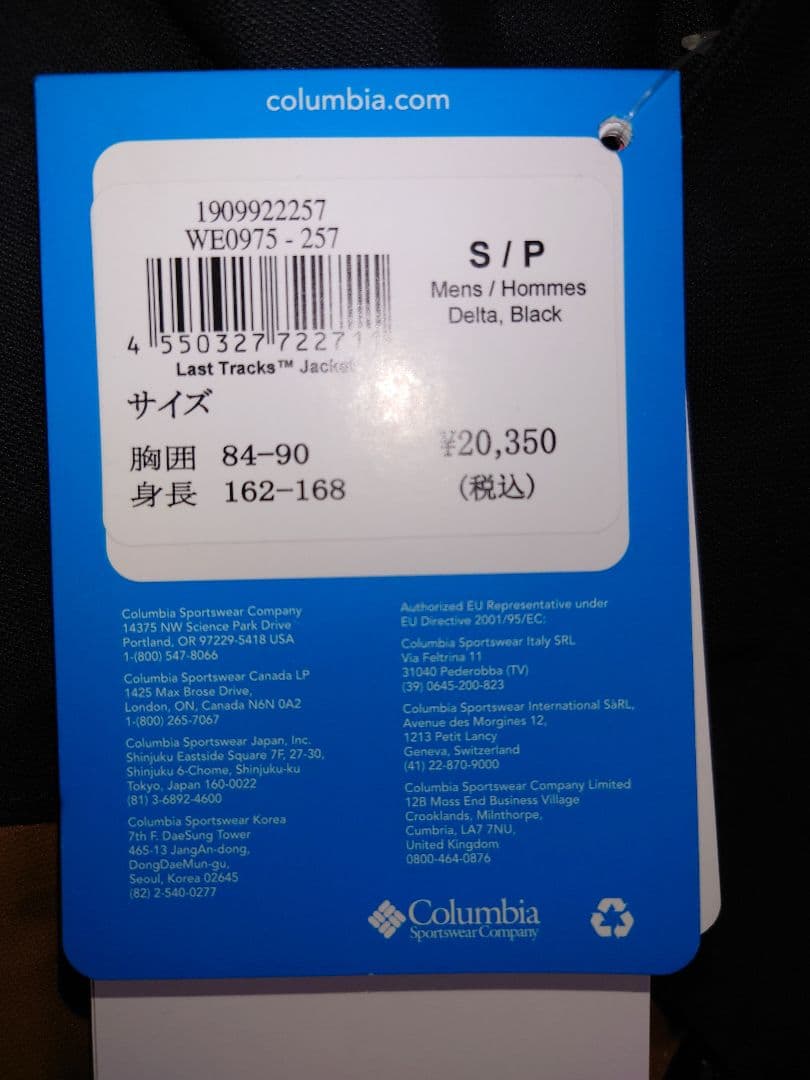 columbia.com
1909922257
WE0975 - 257
S / P
Mens / Hommes
Delta, Black
4 550327
Last Tracks™ Jacket
サイズ
胸囲 84-90
身長 162-168
¥20,350
(税込)
Columbia Sportswear Company
14375 NW Science Park Drive
Portland, OR 97229-5418 USA
1-(800) 547-8066
Columbia Sportswear Canada LP
1425 Max Brose Drive,
London, ON, Canada N6N 0A2
1-(800) 265-7067
Columbia Sportswear Japan, Inc.
Shinjuku Eastside Square 7F, 27-30,
Shinjuku 6-Chome, Shinjuku-ku
Tokyo, Japan 160-0022
(81) 3-6892-4600
Columbia Sportswear Korea
7th F. DaeSung Tower
465-13 JangAn-dong,
DongDaeMun-gu,
Seoul, Korea 02645
(82) 2-540-0277
Authorized EU Representative under
EU Directive 2001/95/EC:
Columbia Sportswear Italy SRL
Via Feltrina 11
31040 Pederobba (TV)
(39) 0645-200-823
Columbia Sportswear International SàRL,
Avenue des Morgines 12,
1213 Petit Lancy
Geneva, Switzerland
(41) 22-870-9000
Columbia Sportswear Company Limited
12B Moss End Business Village
Crooklands, Milnthorpe,
Cumbria, LA7 7NU,
United Kingdom
0800-464-0876
Columbia
Sportswear Company